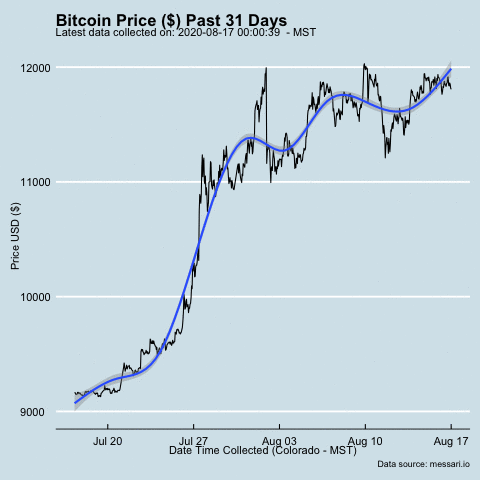 Bitcoin Price ($) Past 31 Days
Latest data collected on: 2020-08-17 00:00:39 - MST
12000
11000
10000
9000
Price USD ($)
Jul 20 Jul 27 Aug 03 Aug 10 Aug 17
Date Time Collected (Colorado - MST)
Data source: messari.io